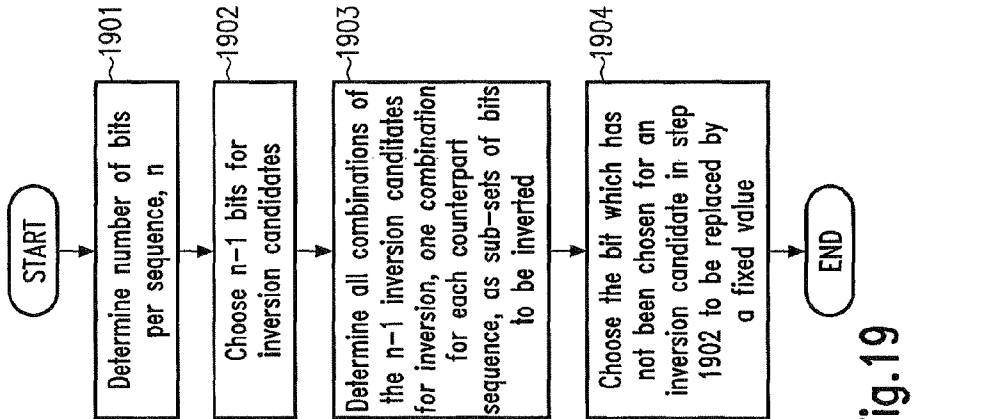 START
1901
Determine number of bits
per sequence, n
1902
Choose n-1 bits for
inversion candidates
1903
Determine all combinations of
the n-1 inversion canditates
for inversion, one combination
for each counterpart
sequence, as sub-sets of bits
to be inverted
1904
Choose the bit which has
not been chosen for an
inversion candidate in step
1902 to be replaced by
a fixed value
END
ig.19